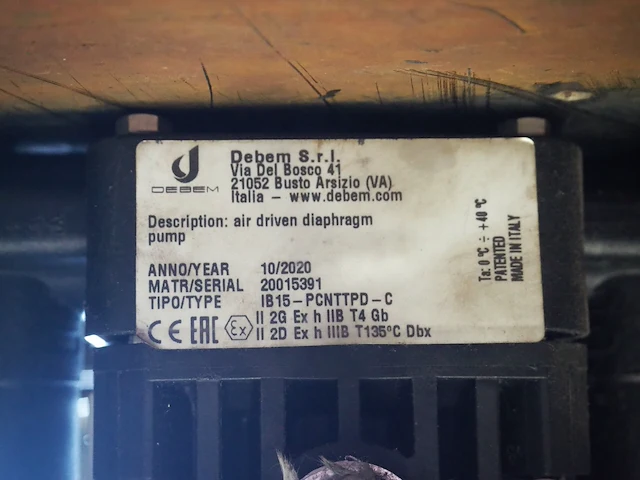 Debem S.r.l.
Via Del Bosco 41
21052 Busto Arsizio (VA)
Italia – www.debem.com
DEBEM
Description: air driven diaphragm
pump
ANNO/YEAR 10/2020
MATR/SERIAL 20015391
TIPO/TYPE IB15-PCNTTPD-C
CE EAC Ex II 2G Ex h IIB T4 Gb
II 2D Ex h IIIB T135°C Dbx
Ta: 0 °C ÷ +40 °C
PATENTED
MADE IN ITALY